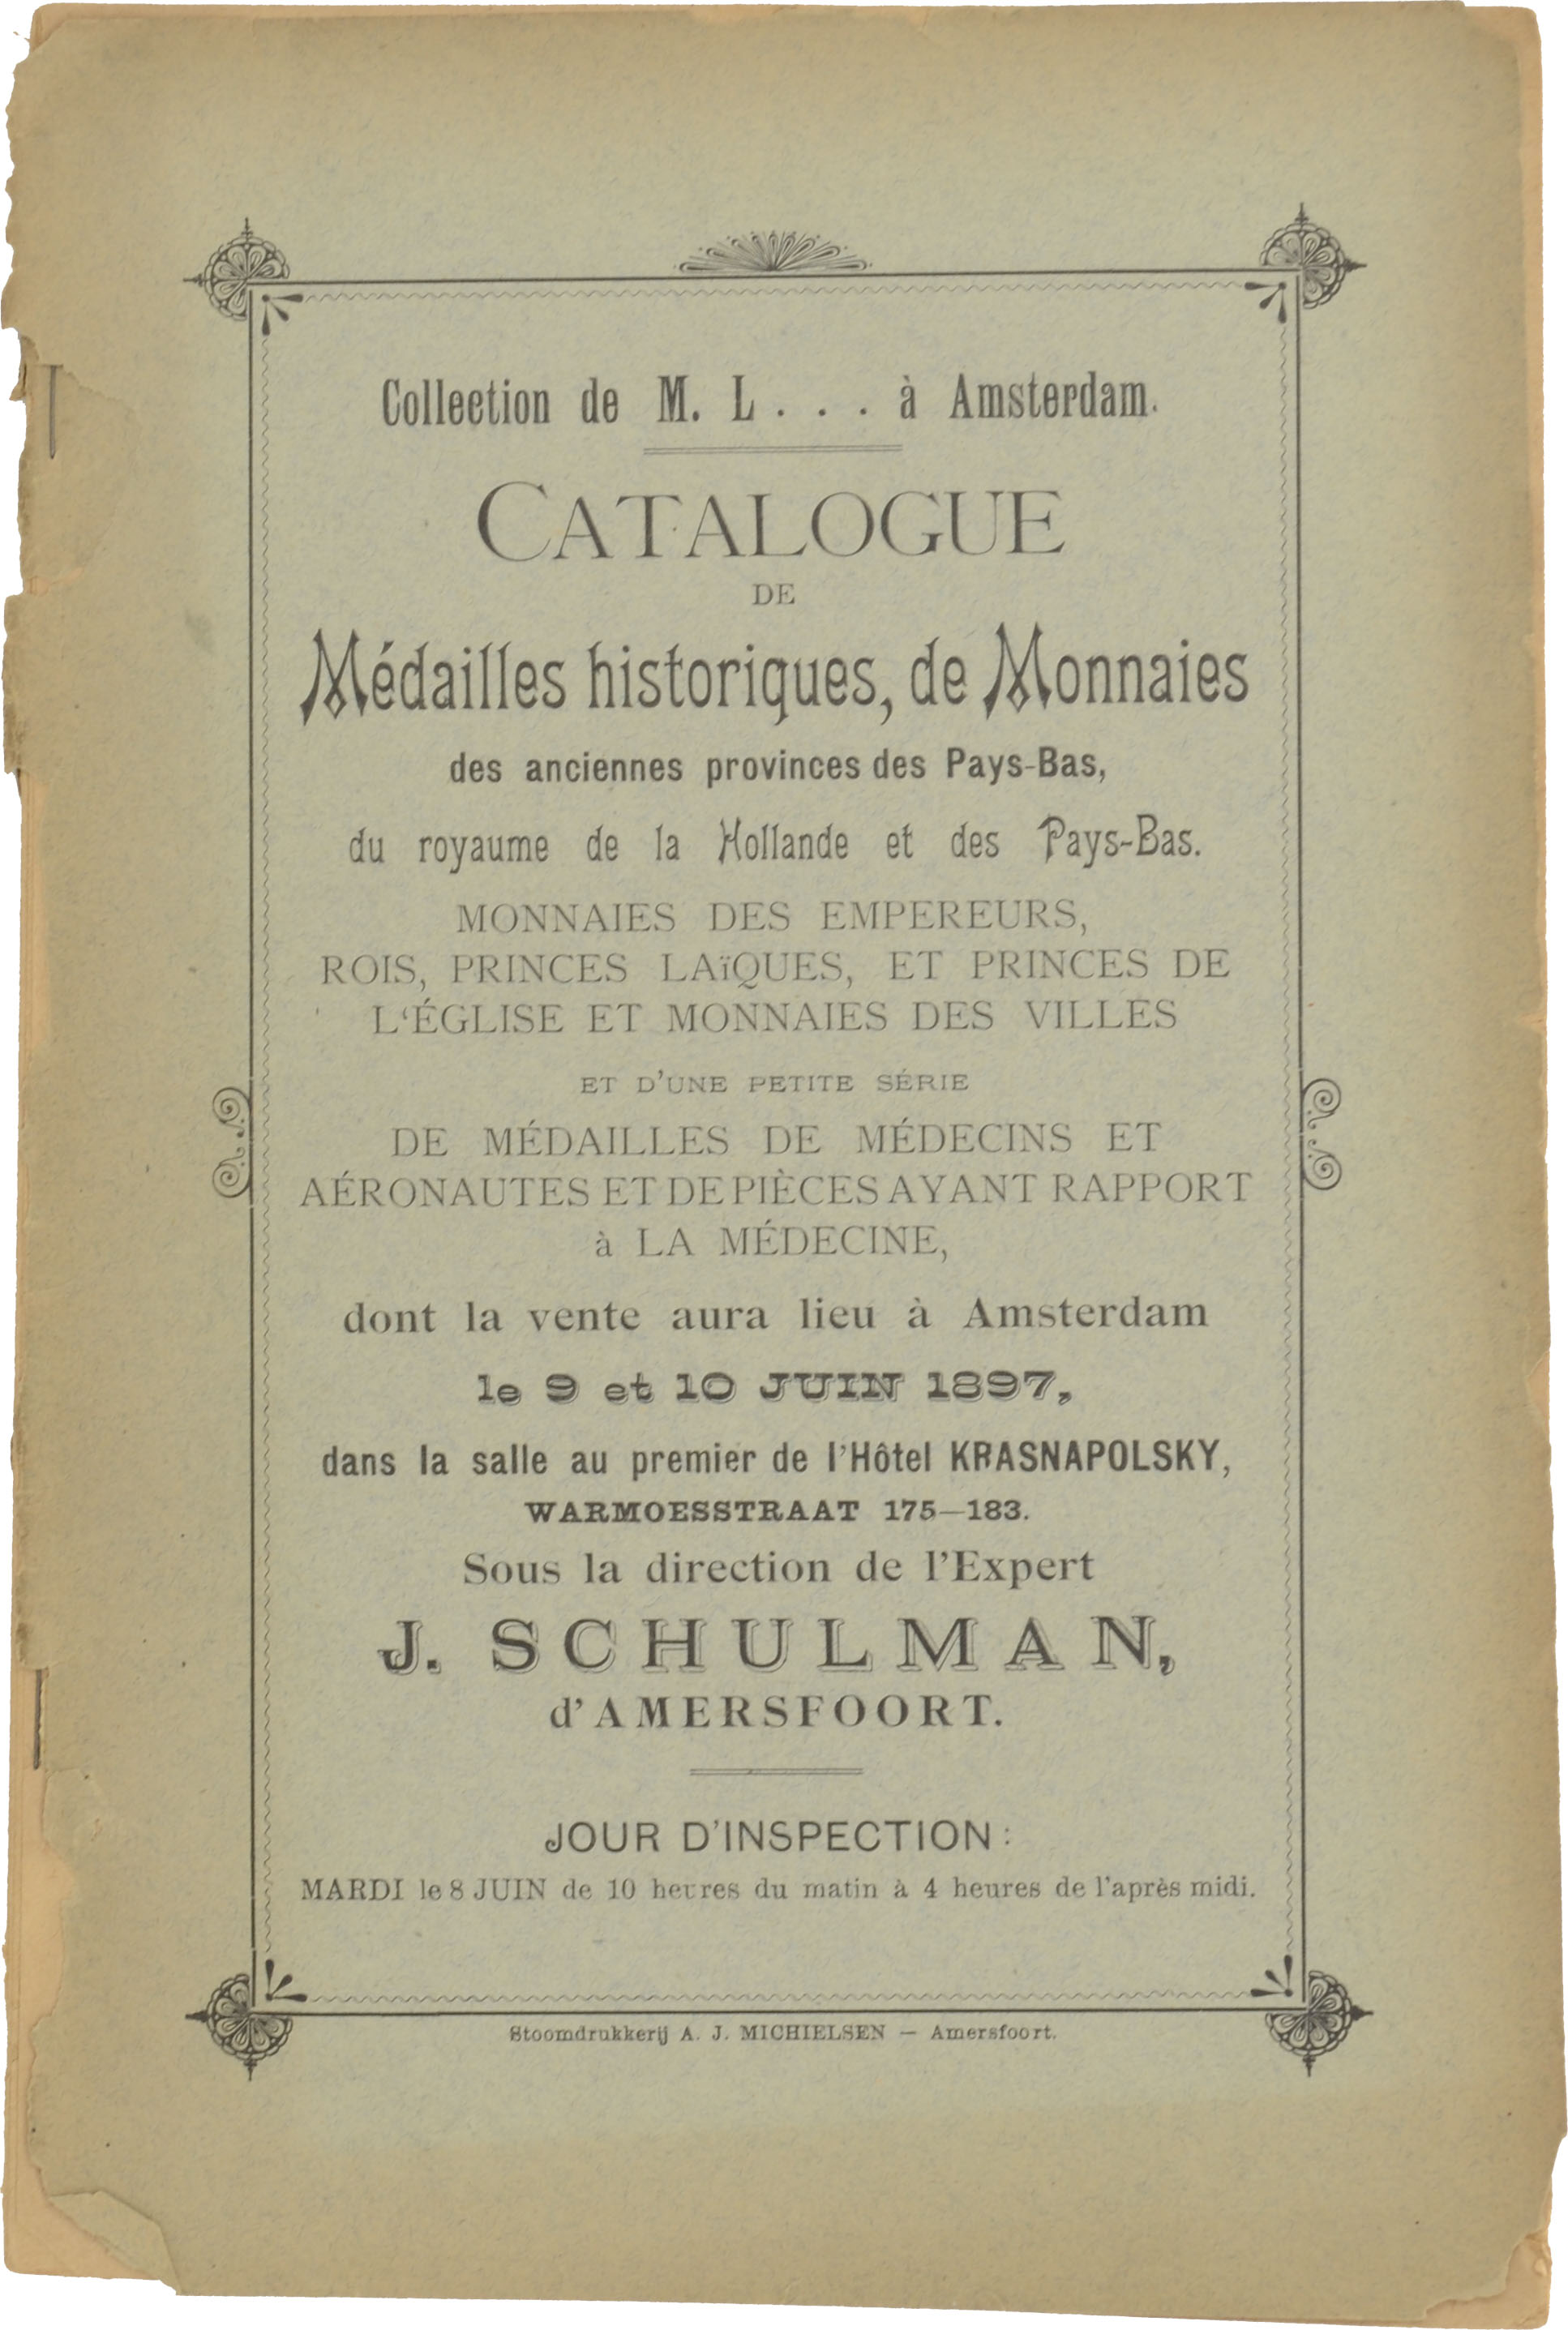 Collection de M. L . . . à Amsterdam.
CATALOGUE
DE
Médailles historiques, de Monnaies
des anciennes provinces des Pays-Bas,
du royaume de la Hollande et des Pays-Bas.
MONNAIES DES EMPEREURS,
ROIS, PRINCES LAïQUES, ET PRINCES DE
L'ÉGLISE ET MONNAIES DES VILLES
ET D'UNE PETITE SÉRIE
DE MÉDAILLES DE MÉDECINS ET
AÉRONAUTES ET DE PIÈCES AYANT RAPPORT
à LA MÉDECINE,
dont la vente aura lieu à Amsterdam
le 9 et 10 JUIN 1897,
dans la salle au premier de l'Hôtel KRASNAPOLSKY,
WARMOESSTRAAT 175—183.
Sous la direction de l'Expert
J. SCHULMAN,
d'AMERSFOORT.
JOUR D'INSPECTION:
MARDI le 8 JUIN de 10 heures du matin à 4 heures de l'après midi.
Stoomdrukkerij A. J. MICHIELSEN — Amersfoort.